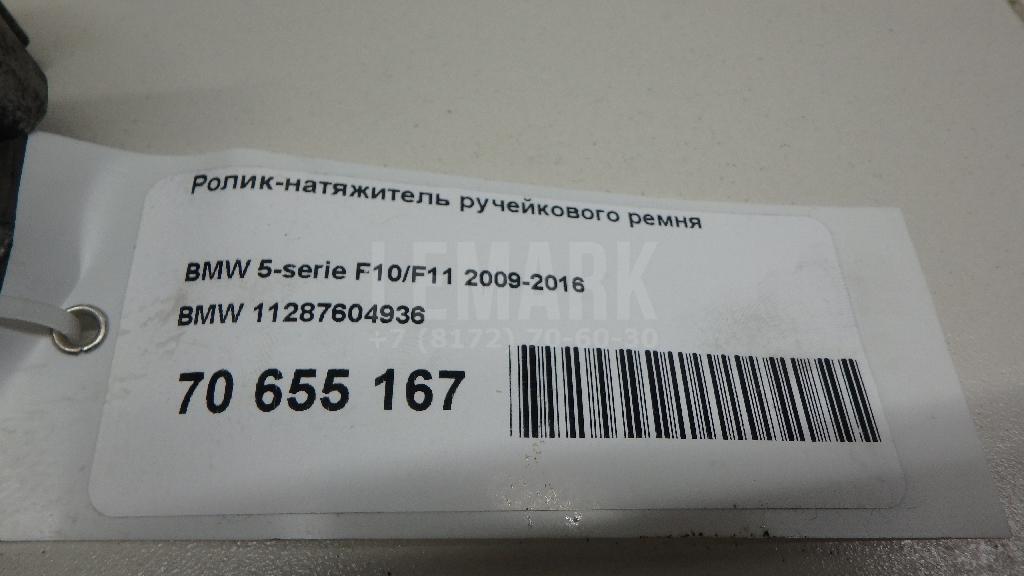 Ролик-натяжитель ручейкового ремня
BMW 5-serie F10/F11 2009-2016
BMW 11287604936
70 655 167
LEMARK
+7 (8172) 70-60-30